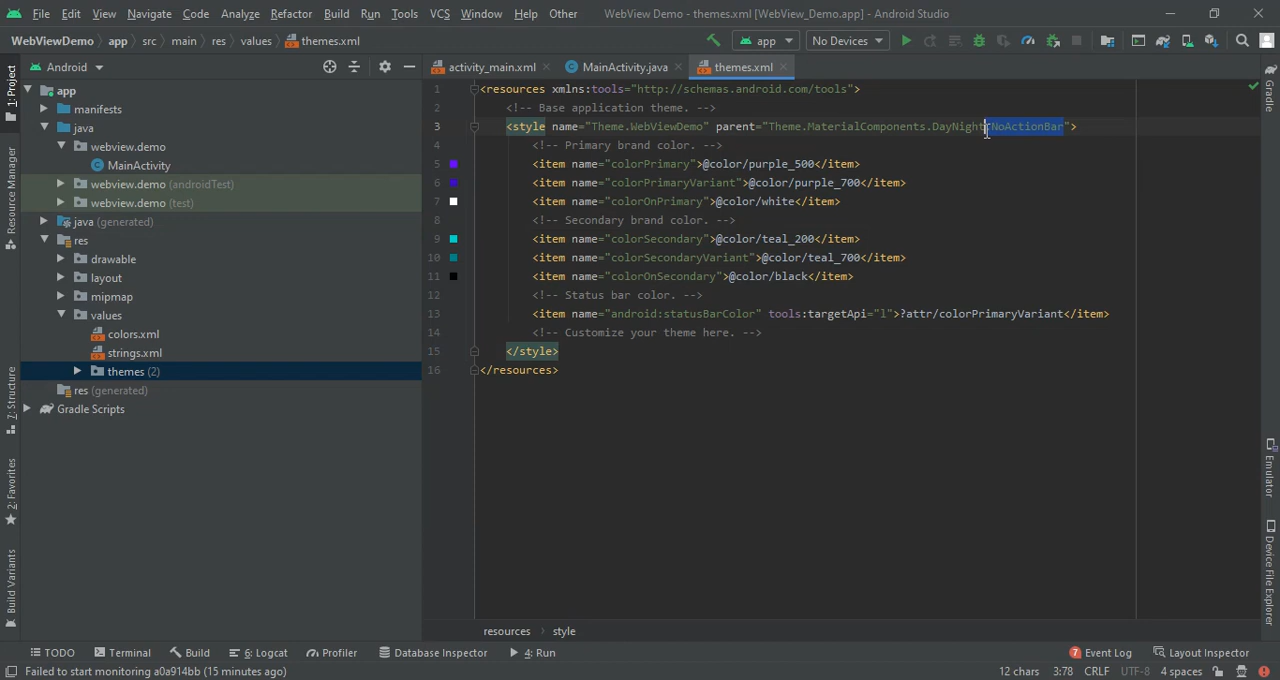 File Edit View Navigate Code Analyze Refactor Build Run Tools VCS Window Help Other WebView Demo - themes.xml [WebView_Demo.app] - Android Studio
WebViewDemo app src main res values themes.xml app No Devices
Android activity_main.xml MainActivity.java themes.xml
1: Project
Resource Manager
7: Structure
2: Favorites
Build Variants
app
manifests
java
webview.demo
MainActivity
webview.demo (androidTest)
webview.demo (test)
java (generated)
res
drawable
layout
mipmap
values
colors.xml
strings.xml
themes (2)
res (generated)
Gradle Scripts
1 <resources xmlns:tools="http://schemas.android.com/tools">
2 <!-- Base application theme. -->
3 <style name="Theme.WebViewDemo" parent="Theme.MaterialComponents.DayNight.NoActionBar">
4 <!-- Primary brand color. -->
5 <item name="colorPrimary">@color/purple_500</item>
6 <item name="colorPrimaryVariant">@color/purple_700</item>
7 <item name="colorOnPrimary">@color/white</item>
8 <!-- Secondary brand color. -->
9 <item name="colorSecondary">@color/teal_200</item>
10 <item name="colorSecondaryVariant">@color/teal_700</item>
11 <item name="colorOnSecondary">@color/black</item>
12 <!-- Status bar color. -->
13 <item name="android:statusBarColor" tools:targetApi="l">?attr/colorPrimaryVariant</item>
14 <!-- Customize your theme here. -->
15 </style>
16 </resources>
Gradle
Emulator
Device File Explorer
resources style
TODO Terminal Build 6: Logcat Profiler Database Inspector 4: Run 7 Event Log Layout Inspector
Failed to start monitoring a0a914bb (15 minutes ago) 12 chars 3:78 CRLF UTF-8 4 spaces